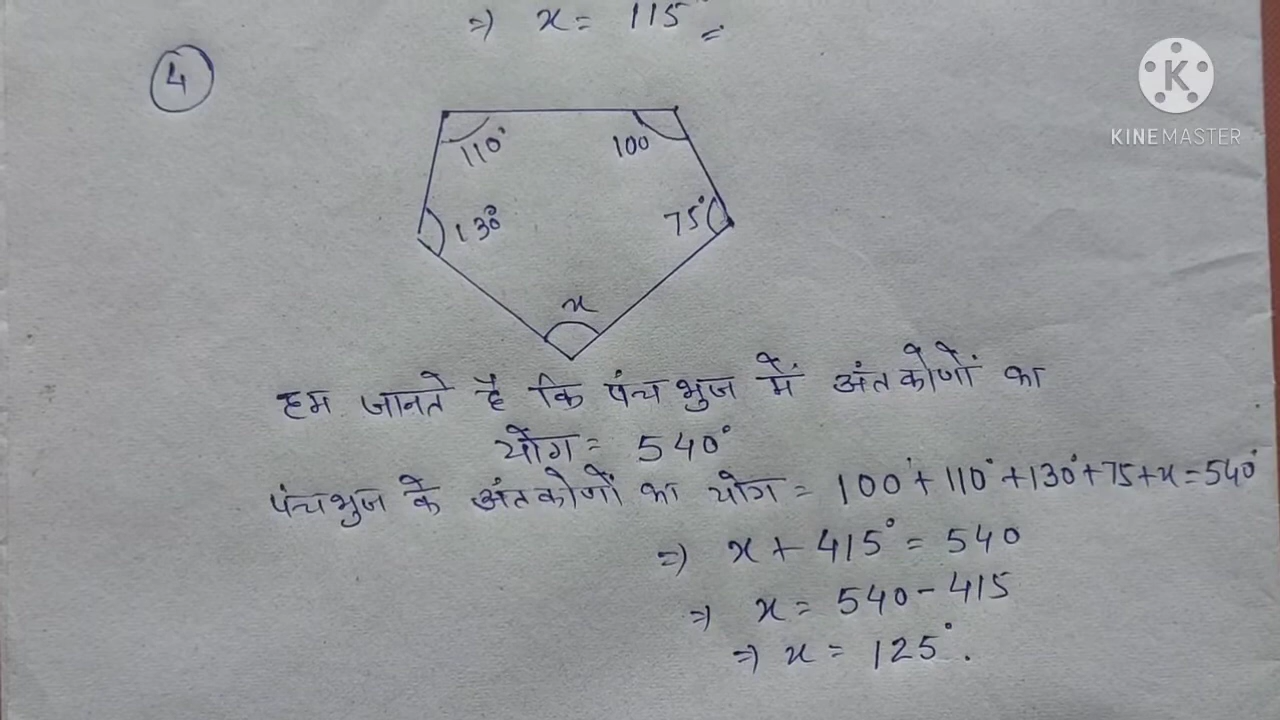 =) x = 115°
4
110°
100
130°
75°
x
हम जानते है कि पंचभुज में अंतकोणों का
योग = 540°
पंचभुज के अंतकोणों का योग = 100°+110°+130°+75+x=540°
=) x + 415° = 540
=) x = 540 - 415
=) x = 125°.
K
KINEMASTER